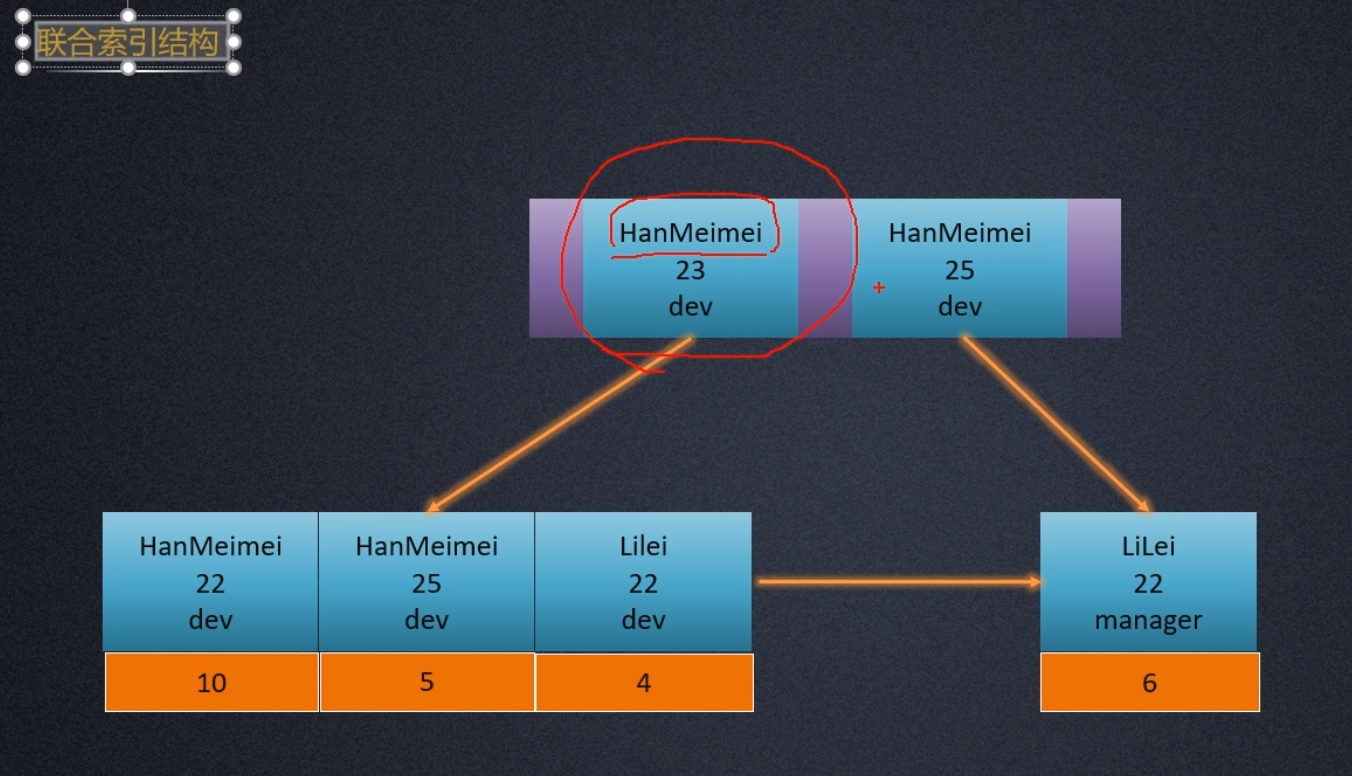 联合索引结构
HanMeimei
23
dev
HanMeimei
25
dev
HanMeimei
22
dev
10
HanMeimei
25
dev
5
Lilei
22
dev
4
LiLei
22
manager
6